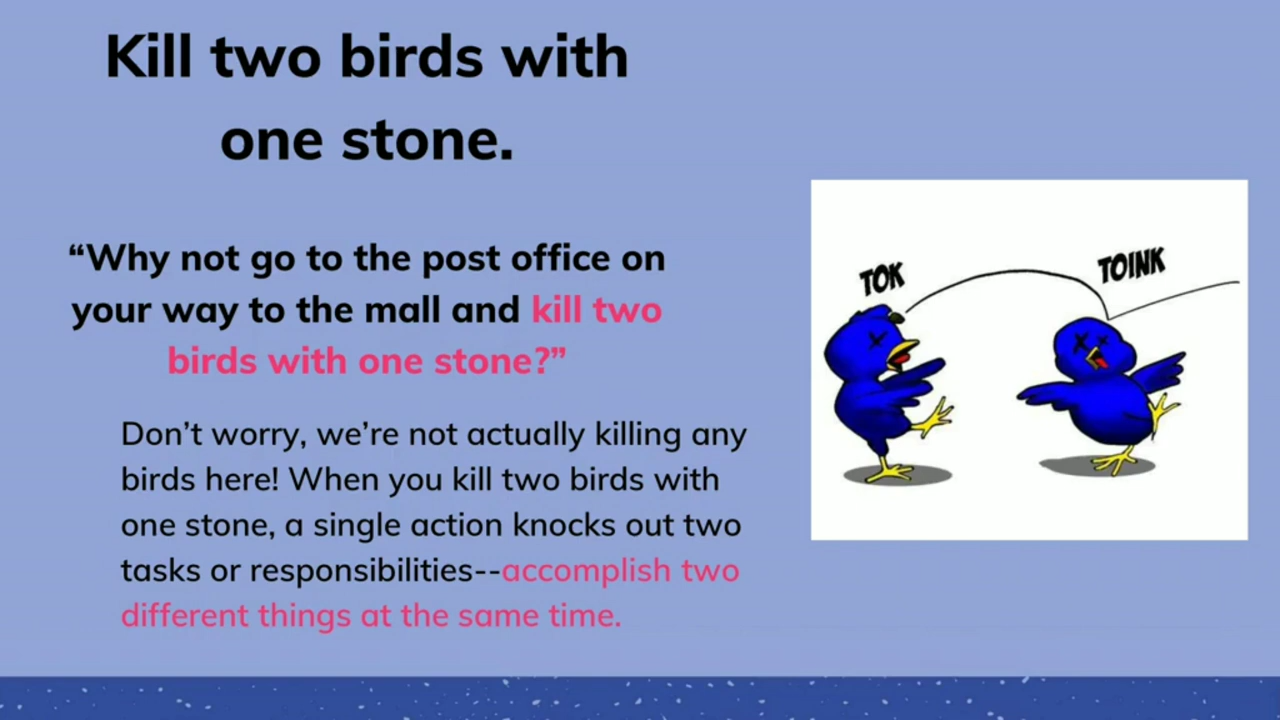 Kill two birds with
one stone.
“Why not go to the post office on
your way to the mall and kill two
birds with one stone?”
Don’t worry, we’re not actually killing any
birds here! When you kill two birds with
one stone, a single action knocks out two
tasks or responsibilities--accomplish two
different things at the same time.
TOK
TOINK